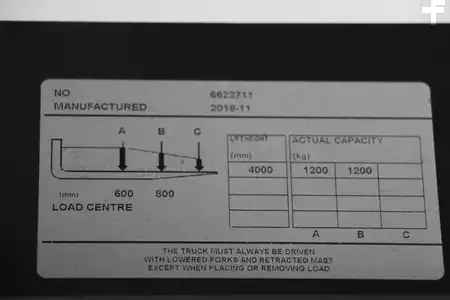 NO 6622711
MANUFACTURED 2018-11
A B C
(mm) 600 800
LOAD CENTRE
LIFTHEIGHT (mm) ACTUAL CAPACITY (kg)
4000 1200 1200
A B C
THE TRUCK MUST ALWAYS BE DRIVEN
WITH LOWERED FORKS AND RETRACTED MAST
EXCEPT WHEN PLACING OR REMOVING LOAD